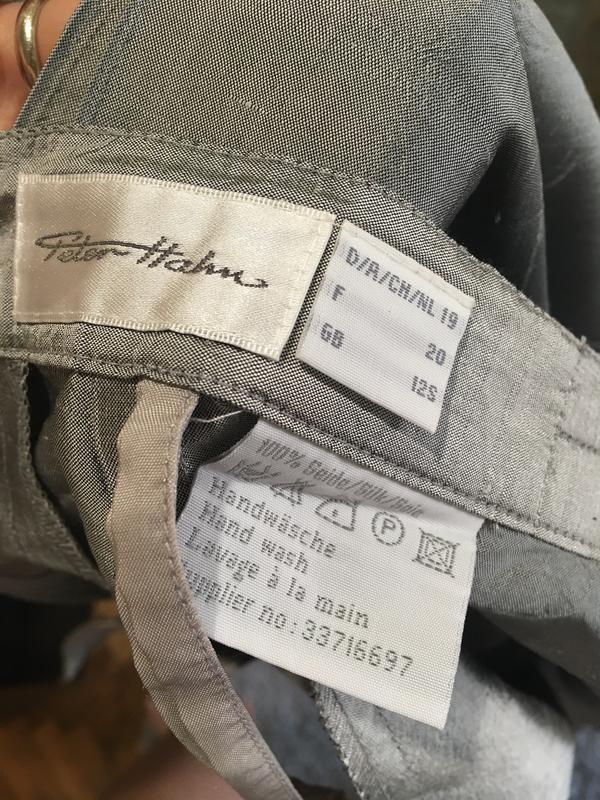 Peter Hahn
D/A/CH/NL 19
F 20
GB 12S
100% Seide/Silk/Soie
P
Handwäsche
Hand wash
Lavage à la main
upplier no: 33716697